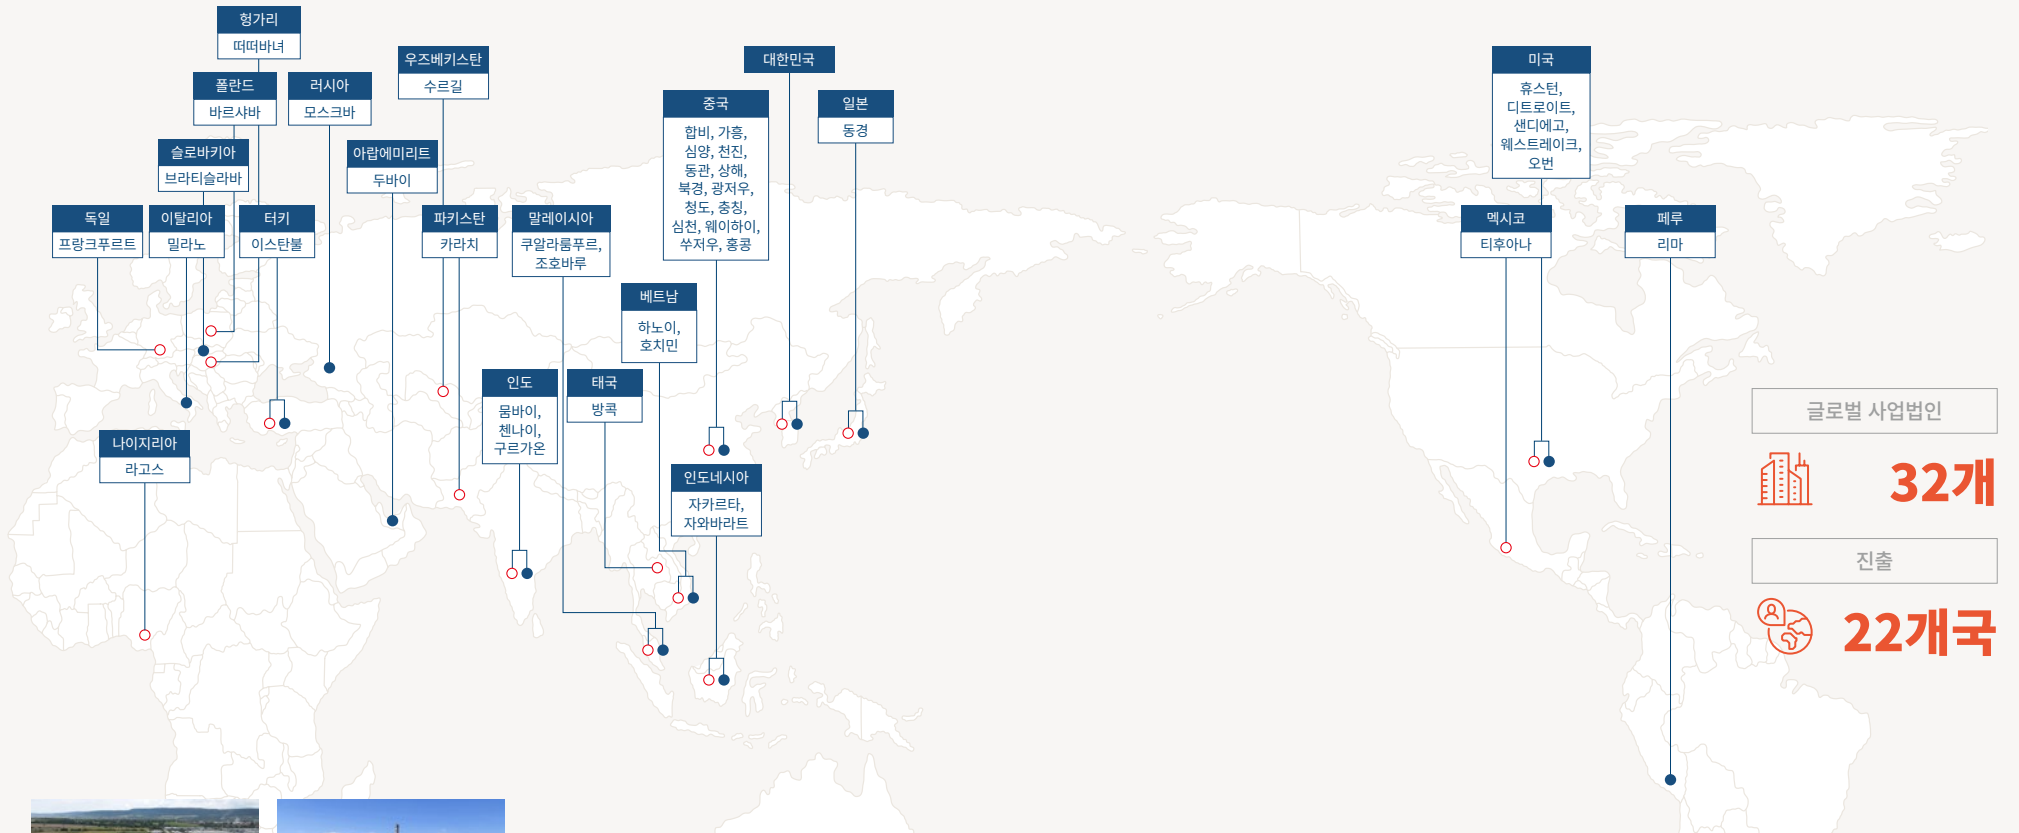 헝가리
떠떠바녀
폴란드
바르샤바
러시아
모스크바
우즈베키스탄
수르길
대한민국
중국
합비, 가흥,
심양, 천진,
동관, 상해,
북경, 광저우,
청도, 충칭,
심천, 웨이하이,
쑤저우, 홍콩
일본
동경
미국
휴스턴,
디트로이트,
샌디에고,
웨스트레이크,
오번
슬로바키아
브라티슬라바
아랍에미리트
두바이
독일
프랑크푸르트
이탈리아
밀라노
터키
이스탄불
파키스탄
카라치
말레이시아
쿠알라룸푸르,
조호바루
멕시코
티후아나
페루
리마
베트남
하노이,
호치민
인도
뭄바이,
첸나이,
구르가온
태국
방콕
나이지리아
라고스
인도네시아
자카르타,
자와바라트
글로벌 사업법인
32개
진출
22개국